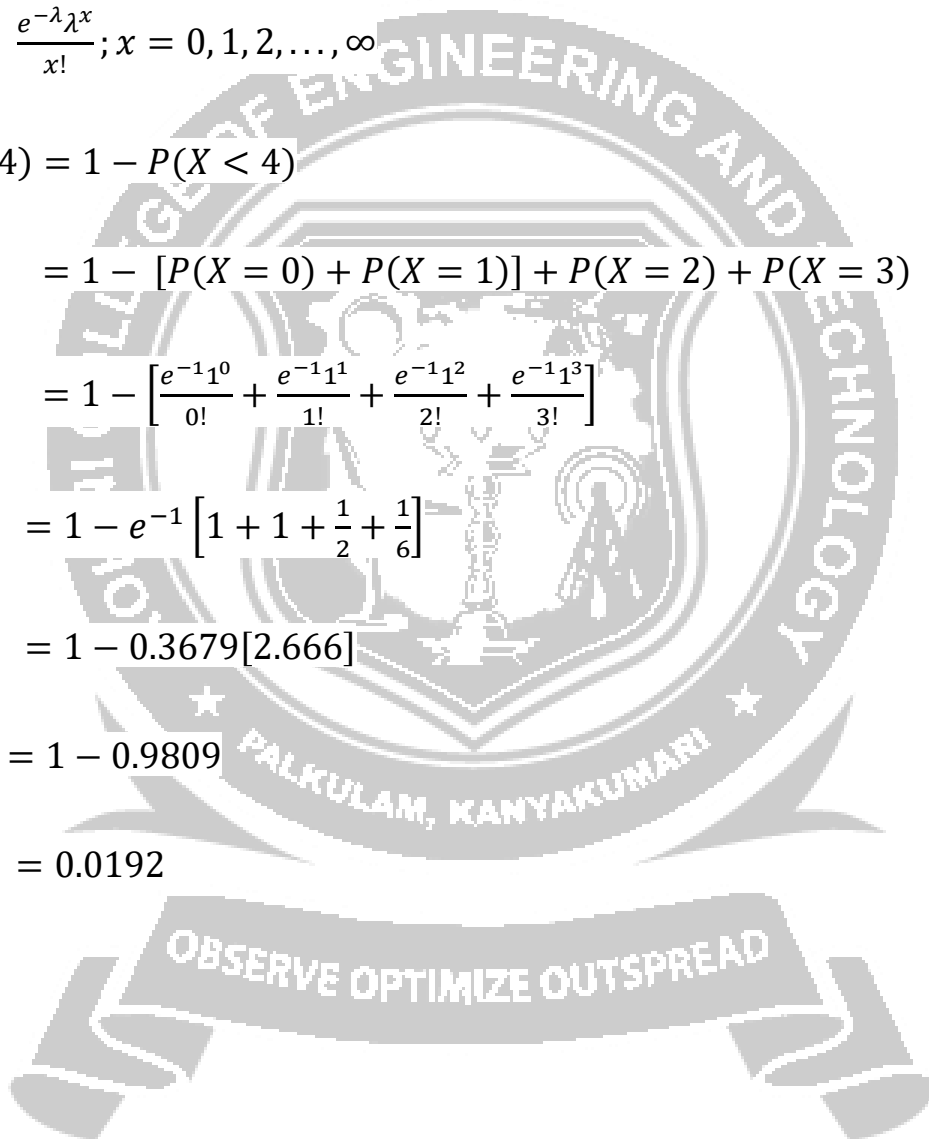 e^{-λ}λ^x / x! ; x = 0, 1, 2, …, ∞
4) = 1 − P(X < 4)
= 1 − [P(X = 0) + P(X = 1)] + P(X = 2) + P(X = 3)
= 1 − [e^{-1}1^0/0! + e^{-1}1^1/1! + e^{-1}1^2/2! + e^{-1}1^3/3!]
= 1 − e^{-1} [1 + 1 + 1/2 + 1/6]
= 1 − 0.3679[2.666]
= 1 − 0.9809
= 0.0192
ENGINEERING AND
PALKULAM, KANYAKUMARI
OBSERVE OPTIMIZE OUTSPREAD